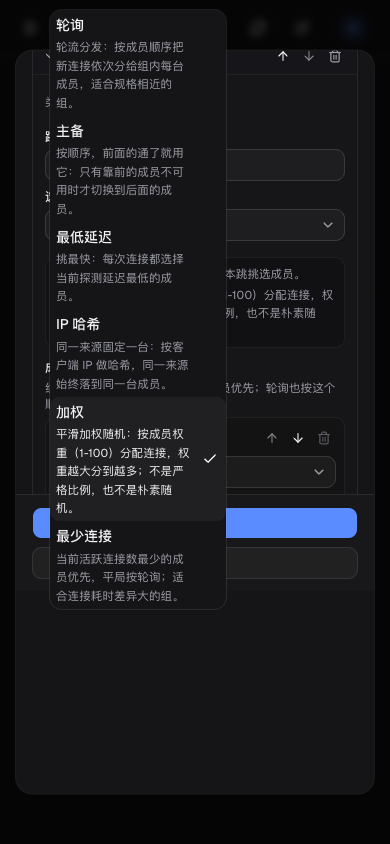 轮询
轮流分发：按成员顺序把
新连接依次分给组内每台
成员，适合规格相近的
组。
主备
按顺序，前面的通了就用
它：只有靠前的成员不可
用时才切换到后面的成
员。
最低延迟
挑最快：每次连接都选择
当前探测延迟最低的成
员。
本跳挑选成员。
-100）分配连接，权
例，也不是朴素随
IP 哈希
同一来源固定一台：按客
户端 IP 做哈希，同一来源
始终落到同一台成员。
员优先；轮询也按这个
加权
平滑加权随机：按成员权
重（1-100）分配连接，权
重越大分到越多；不是严
格比例，也不是朴素随
机。
最少连接
当前活跃连接数最少的成
员优先，平局按轮询；适
合连接耗时差异大的组。